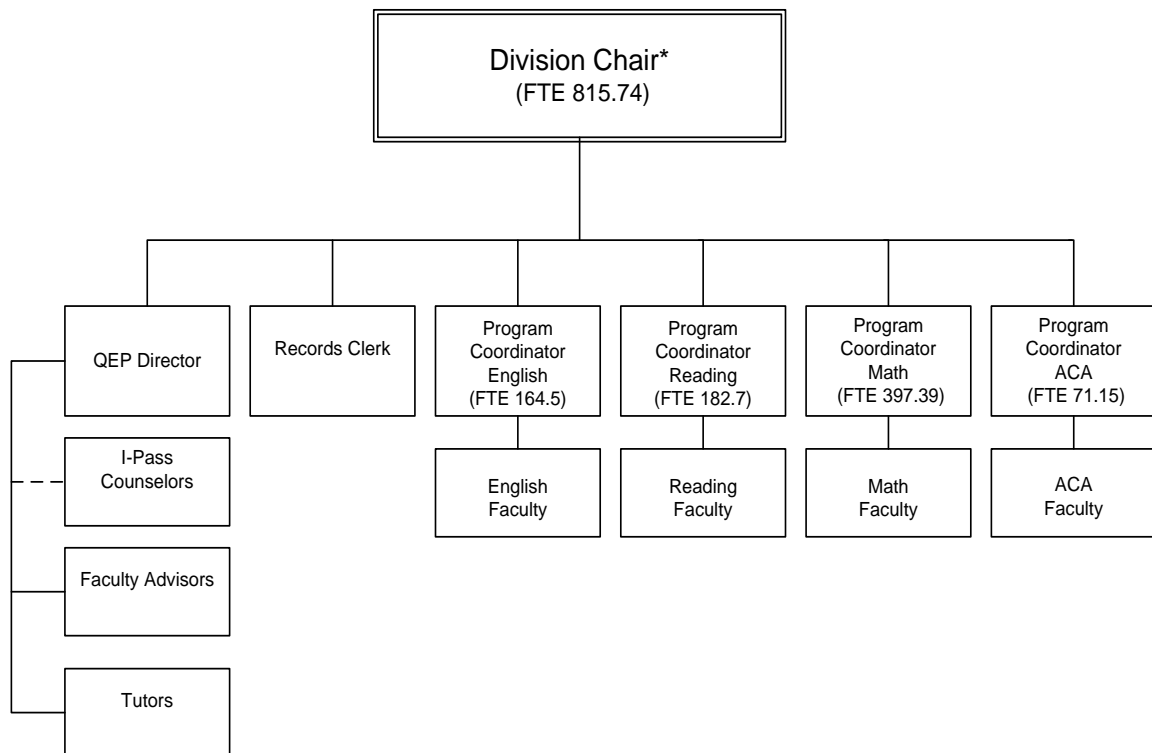 Division Chair*
(FTE 815.74)
QEP Director
Records Clerk
Program
Coordinator
English
(FTE 164.5)
Program
Coordinator
Reading
(FTE 182.7)
Program
Coordinator
Math
(FTE 397.39)
Program
Coordinator
ACA
(FTE 71.15)
I-Pass
Counselors
English
Faculty
Reading
Faculty
Math
Faculty
ACA
Faculty
Faculty Advisors
Tutors